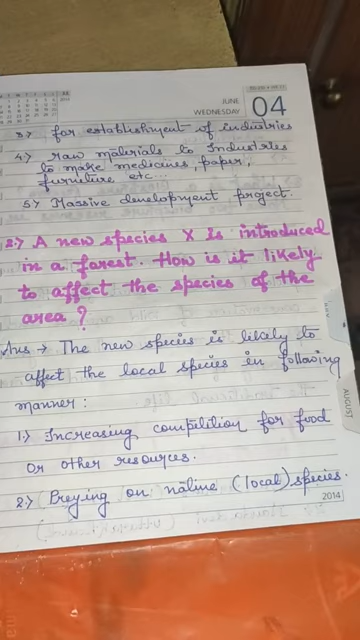 JUNE
WEDNESDAY
04
3.) for establishment of industries
4.) raw materials to Industries
to make medicines, paper,
furniture etc...
5.) Massive development project.
2.) A new species X is introduced
in a forest. How is it likely
to affect the species of the
area ?
Ans → The new species is likely to
affect the local species in following
manner :
1.) Increasing compitition for food
or other resources.
2.) Preying on native (local) species.
AUGUST
2014